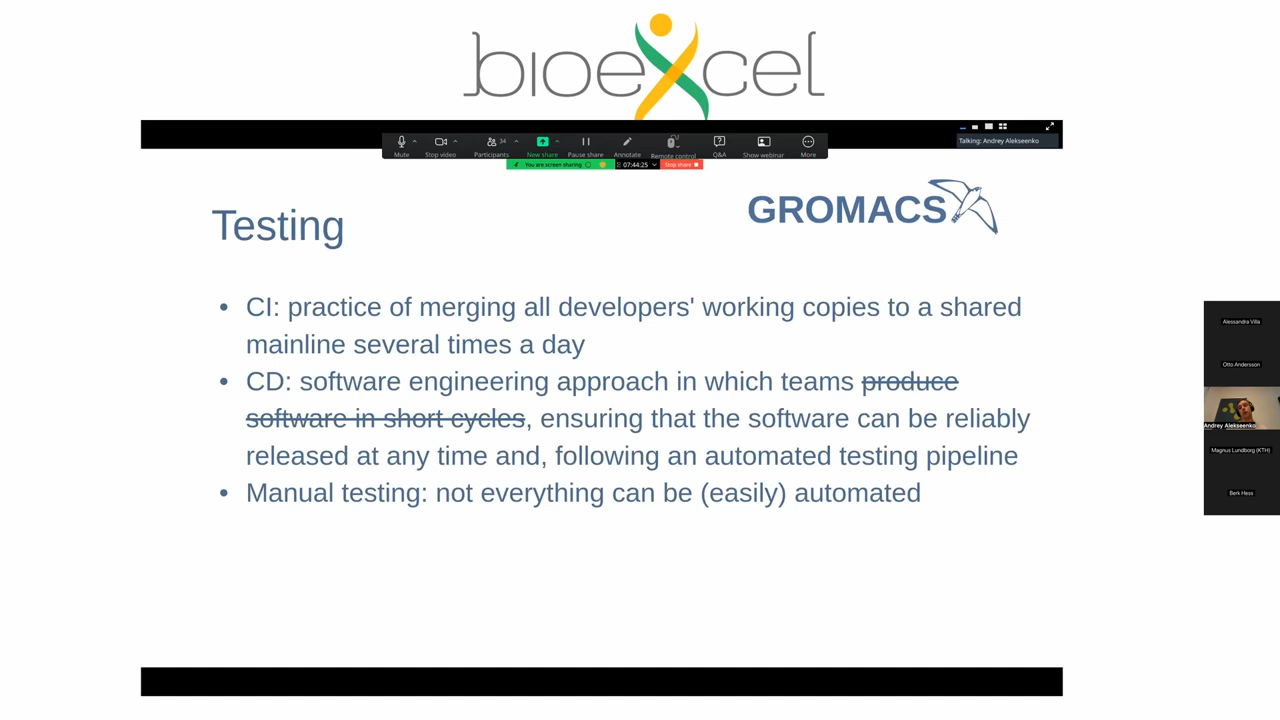 bioexcel
Mute
Stop video
Participants
34
New share
Pause share
Annotate
Remote control
Q&A
Show webinar
More
Talking: Andrey Alekseenko
You are screen sharing
07:44:25
Stop share
GROMACS
Testing
• CI: practice of merging all developers' working copies to a shared
mainline several times a day
• CD: software engineering approach in which teams produce
software in short cycles, ensuring that the software can be reliably
released at any time and, following an automated testing pipeline
• Manual testing: not everything can be (easily) automated
Alessandra Villa
Otto Andersson
Andrey Alekseenko
Magnus Lundborg (KTH)
Berk Hess